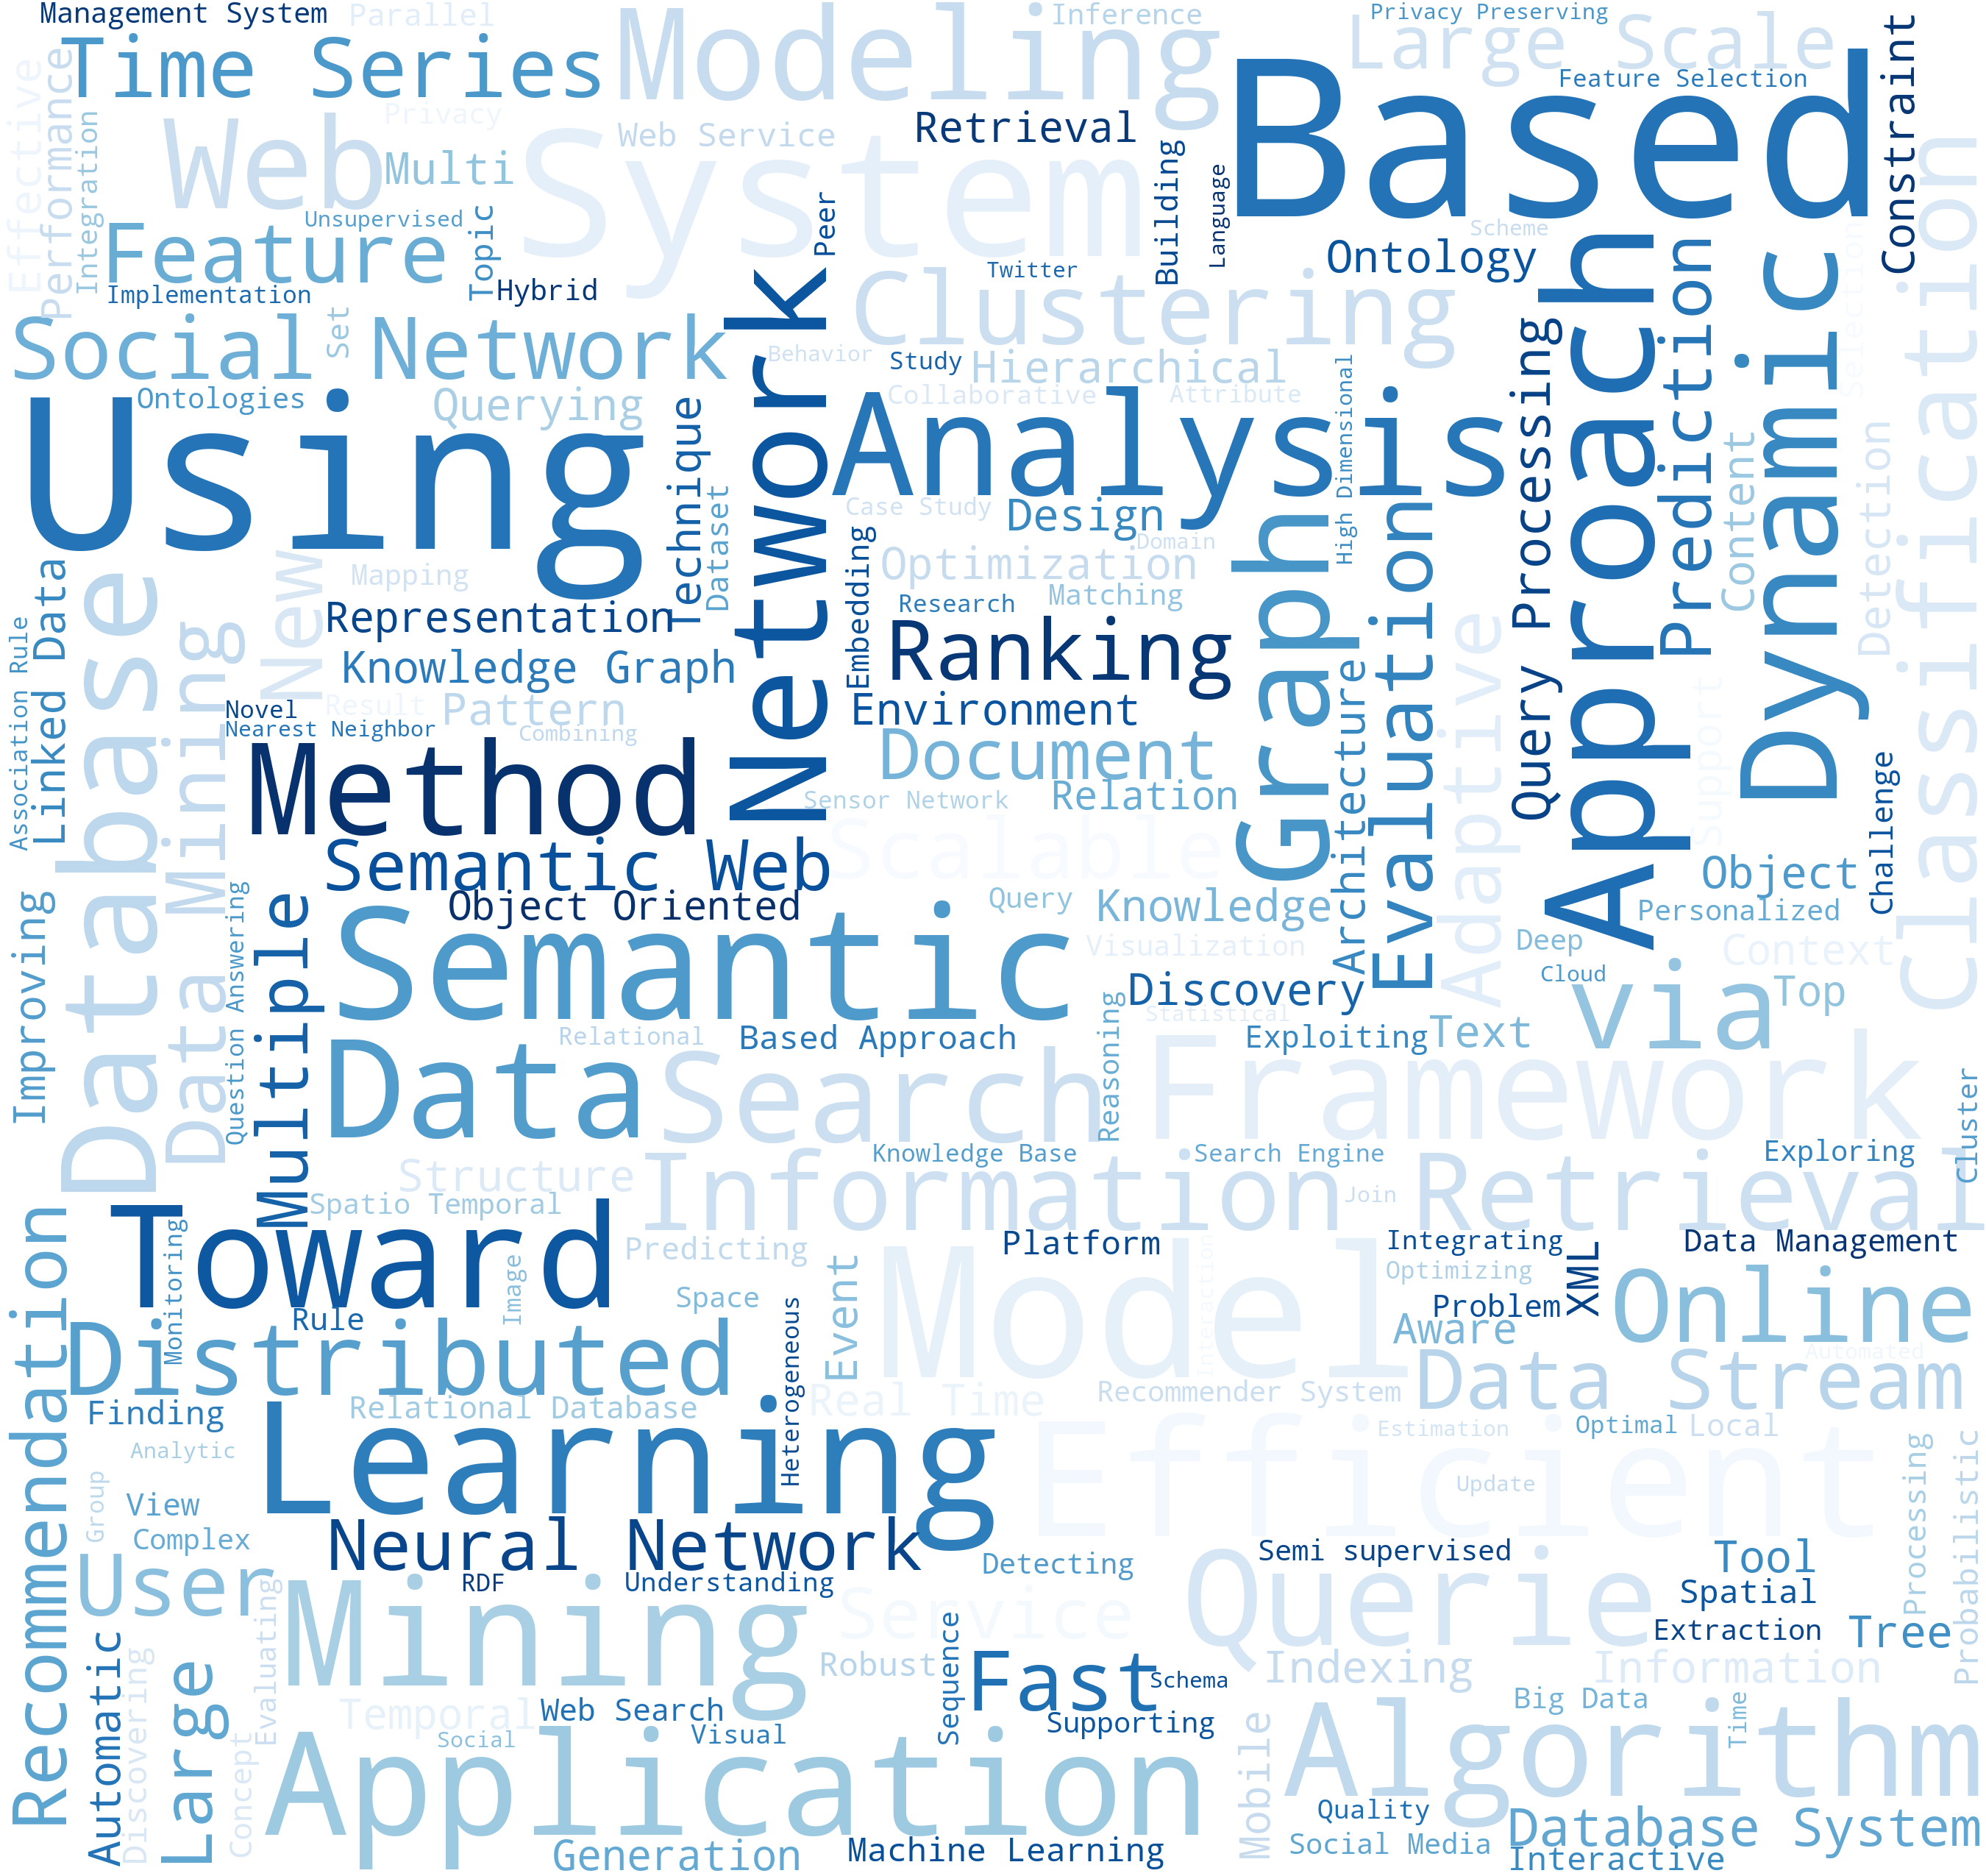 Management System
Parallel
Inference
Privacy Preserving
Time Series
Modeling
Large Scale
Feature Selection
Effective
Performance
Integration
Privacy
Web
Multi
Web Service
System
Retrieval
Based
Constraint
Building
Language
Scheme
Unsupervised
Feature
Topic
Peer
Ontology
Implementation
Hybrid
Twitter
Clustering
Social Network
Set
Behavior
Study
Hierarchical
Ontologies
Querying
Collaborative
Attribute
Using
Network
Technique
Dataset
Analysis
High Dimensional
Query Processing
Approach
Prediction
Content
Dynamic
Selection
Detection
Classification
Case Study
Design
Domain
Embedding
Optimization
Mapping
New
Research
Matching
Representation
Ranking
Graph
Evaluation
Architecture
Adaptive
Support
Challenge
Association Rule
Linked Data
Database
Data Mining
Knowledge Graph
Result
Pattern
Novel
Nearest Neighbor
Combining
Environment
Document
Method
Sensor Network
Relation
Scalable
Semantic Web
Object
Object Oriented
Query
Knowledge
Personalized
Improving
Question Answering
Multiple
Semantic
Visualization
Deep
Context
Cloud
Discovery
via
Top
Statistical
Reasoning
Relational
Based Approach
Exploiting
Text
Data
Search
Framework
Cluster
Knowledge Base
Search Engine
Exploring
Structure
Information Retrieval
Join
Spatio Temporal
Toward
Predicting
Platform
Integrating
Data Management
Recommendation
Monitoring
Image
Space
Event
Model
Interaction
Optimizing
XML
Online
Rule
Problem
Distributed
Heterogeneous
Aware
Automated
Data Stream
Finding
Relational Database
Real Time
Recommender System
Analytic
Learning
Efficient
Estimation
Optimal
Local
Processing
Probabilistic
Group
View
Update
Complex
Neural Network
Detecting
Semi supervised
Tool
User
RDF
Understanding
Evaluating
Mining
Service
Querie
Spatial
Extraction
Tree
Automatic
Discovering
Large
Concept
Robust
Sequence
Fast
Schema
Indexing
Information
Temporal
Web Search
Supporting
Big Data
Time
Social
Visual
Application
Mobile
Algorithm
Quality
Database System
Generation
Machine Learning
Social Media
Interactive